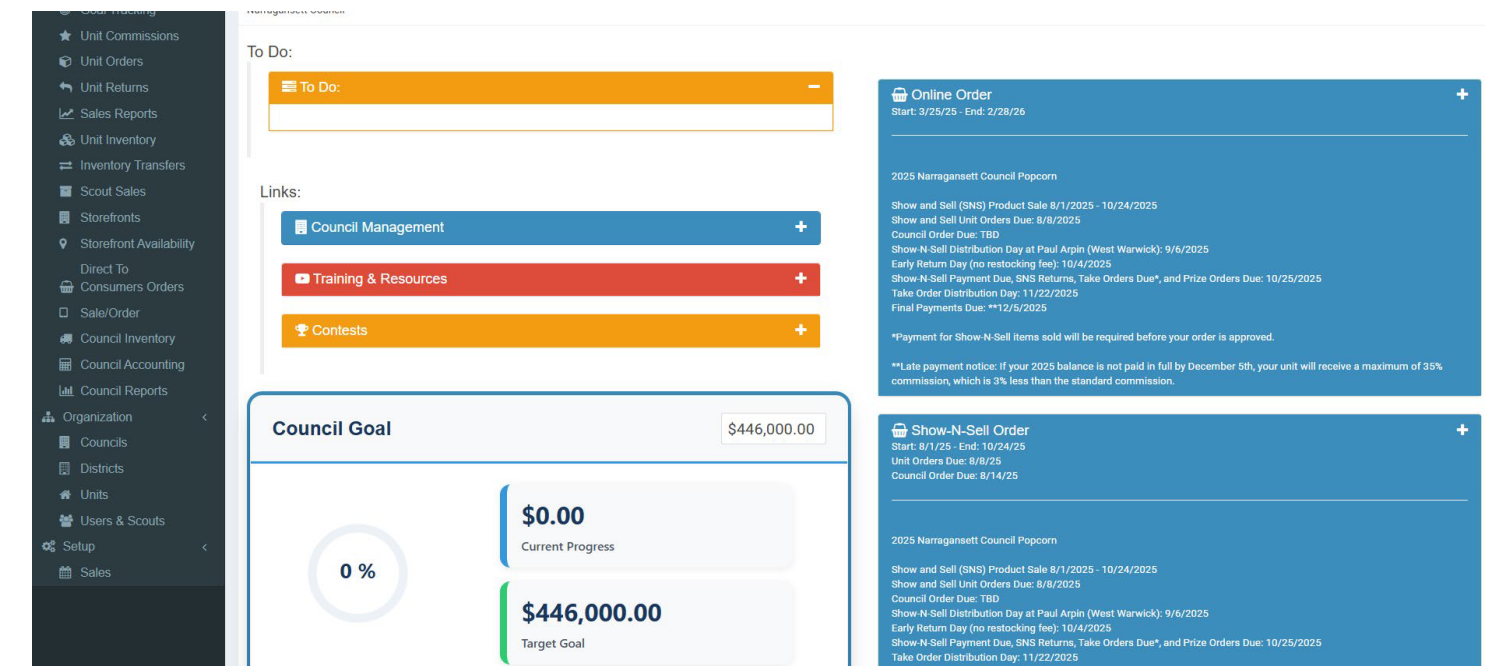 Goal Tracking
Unit Commissions
Unit Orders
Unit Returns
Sales Reports
Unit Inventory
Inventory Transfers
Scout Sales
Storefronts
Storefront Availability
Direct To
Consumers Orders
Sale/Order
Council Inventory
Council Accounting
Council Reports
Organization
Councils
Districts
Units
Users & Scouts
Setup
Sales
Narragansett Council
To Do:
To Do:
Links:
Council Management
Training & Resources
Contests
Council Goal
$446,000.00
0 %
$0.00
Current Progress
$446,000.00
Target Goal
Online Order
Start: 3/25/25 - End: 2/28/26
2025 Narragansett Council Popcorn
Show and Sell (SNS) Product Sale 8/1/2025 - 10/24/2025
Show and Sell Unit Orders Due: 8/8/2025
Council Order Due: TBD
Show-N-Sell Distribution Day at Paul Arpin (West Warwick): 9/6/2025
Early Return Day (no restocking fee): 10/4/2025
Show-N-Sell Payment Due, SNS Returns, Take Orders Due*, and Prize Orders Due: 10/25/2025
Take Order Distribution Day: 11/22/2025
Final Payments Due: **12/5/2025
*Payment for Show-N-Sell items sold will be required before your order is approved.
**Late payment notice: If your 2025 balance is not paid in full by December 5th, your unit will receive a maximum of 35%
commission, which is 3% less than the standard commission.
Show-N-Sell Order
Start: 8/1/25 - End: 10/24/25
Unit Orders Due: 8/8/25
Council Order Due: 8/14/25
2025 Narragansett Council Popcorn
Show and Sell (SNS) Product Sale 8/1/2025 - 10/24/2025
Show and Sell Unit Orders Due: 8/8/2025
Council Order Due: TBD
Show-N-Sell Distribution Day at Paul Arpin (West Warwick): 9/6/2025
Early Return Day (no restocking fee): 10/4/2025
Show-N-Sell Payment Due, SNS Returns, Take Orders Due*, and Prize Orders Due: 10/25/2025
Take Order Distribution Day: 11/22/2025